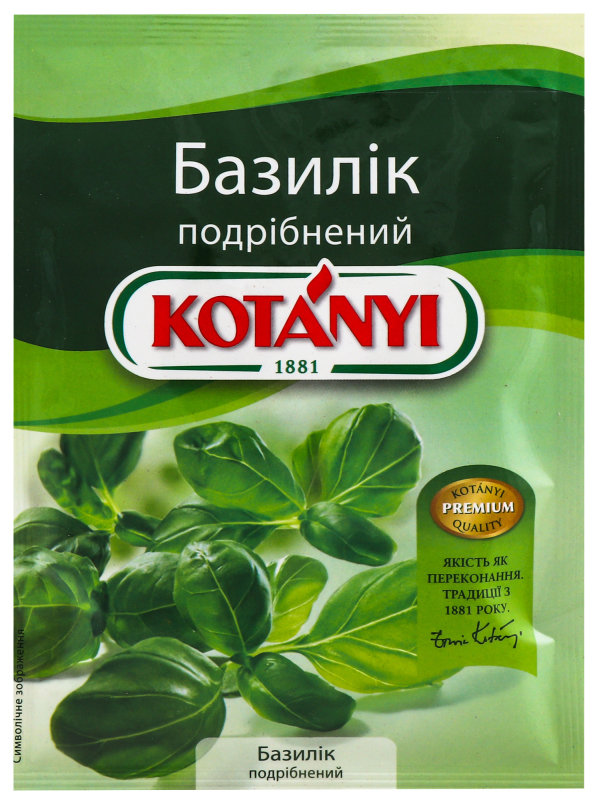 Базилік
подрібнений
KOTÁNYI
1881
KOTÁNYI
PREMIUM
QUALITY
ЯКІСТЬ ЯК
ПЕРЕКОНАННЯ.
ТРАДИЦІЇ З
1881 РОКУ.
Символічне зображення
Базилік
подрібнений